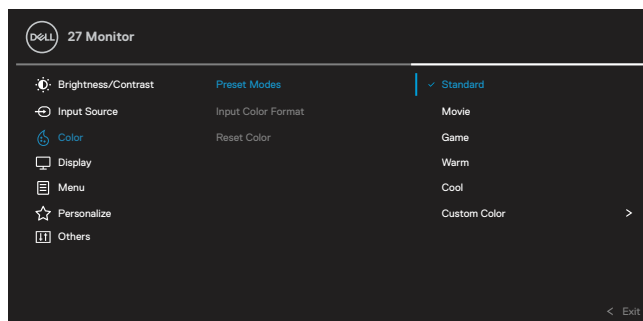 DELL 27 Monitor
Brightness/Contrast Preset Modes ✓ Standard
Input Source Input Color Format Movie
Color Reset Color Game
Display Warm
Menu Cool
Personalize Custom Color >
Others
< Exit